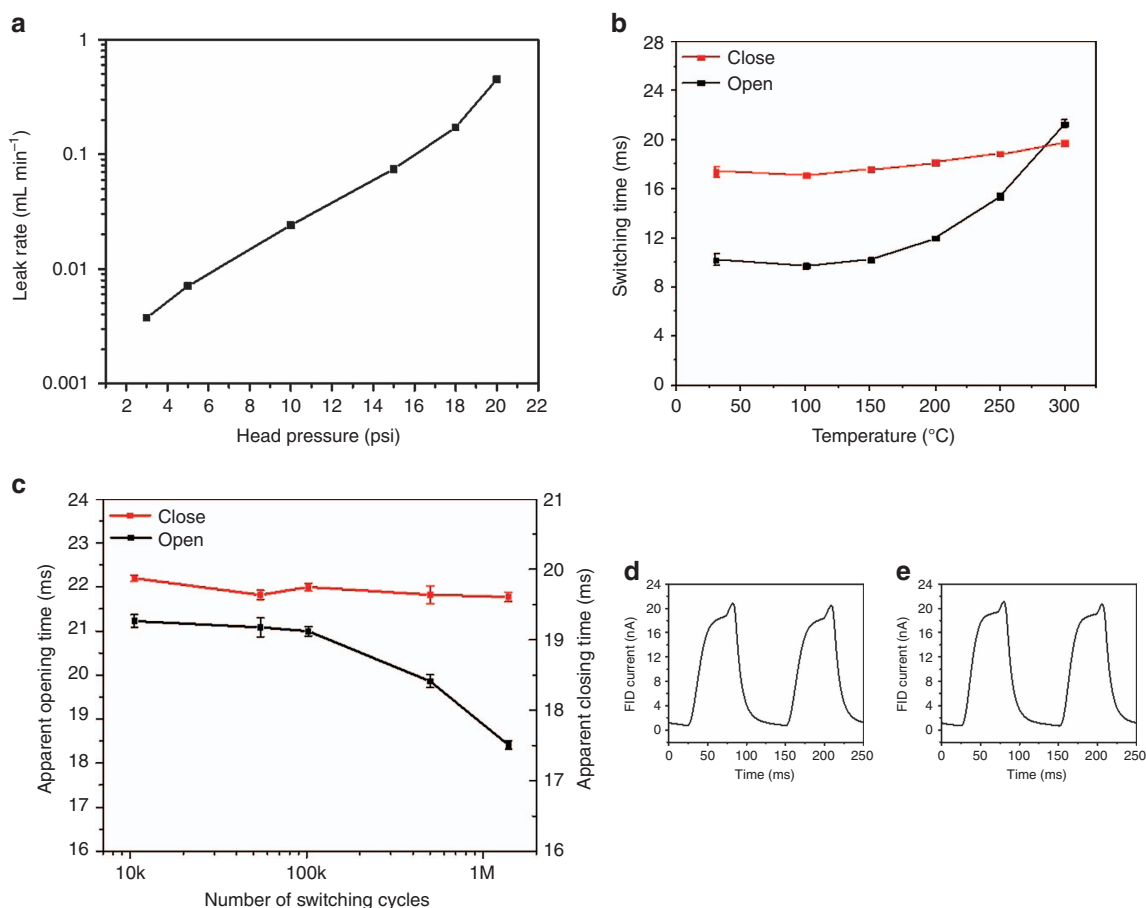 a
1
0.1
0.01
0.001
Leak rate (mL min⁻¹)
2 4 6 8 10 12 14 16 18 20 22
Head pressure (psi)
b
28
24
20
16
12
8
4
0
Switching time (ms)
Close
Open
0 50 100 150 200 250 300
Temperature (°C)
c
24
23
22
21
20
19
18
17
16
Apparent opening time (ms)
Close
Open
21
20
19
18
17
16
Apparent closing time (ms)
10k 100k 1M
Number of switching cycles
d
24
20
16
12
8
4
0
FID current (nA)
0 50 100 150 200 250
Time (ms)
e
24
20
16
12
8
4
0
FID current (nA)
0 50 100 150 200 250
Time (ms)